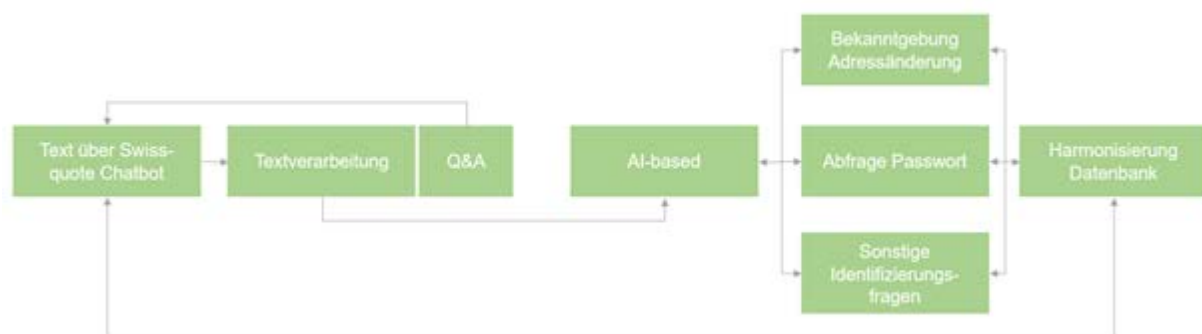 Bekanntgebung
Adressänderung
Text über Swiss-
quote Chatbot
Textverarbeitung
Q&A
AI-based
Abfrage Passwort
Harmonisierung
Datenbank
Sonstige
Identifizierungs-
fragen